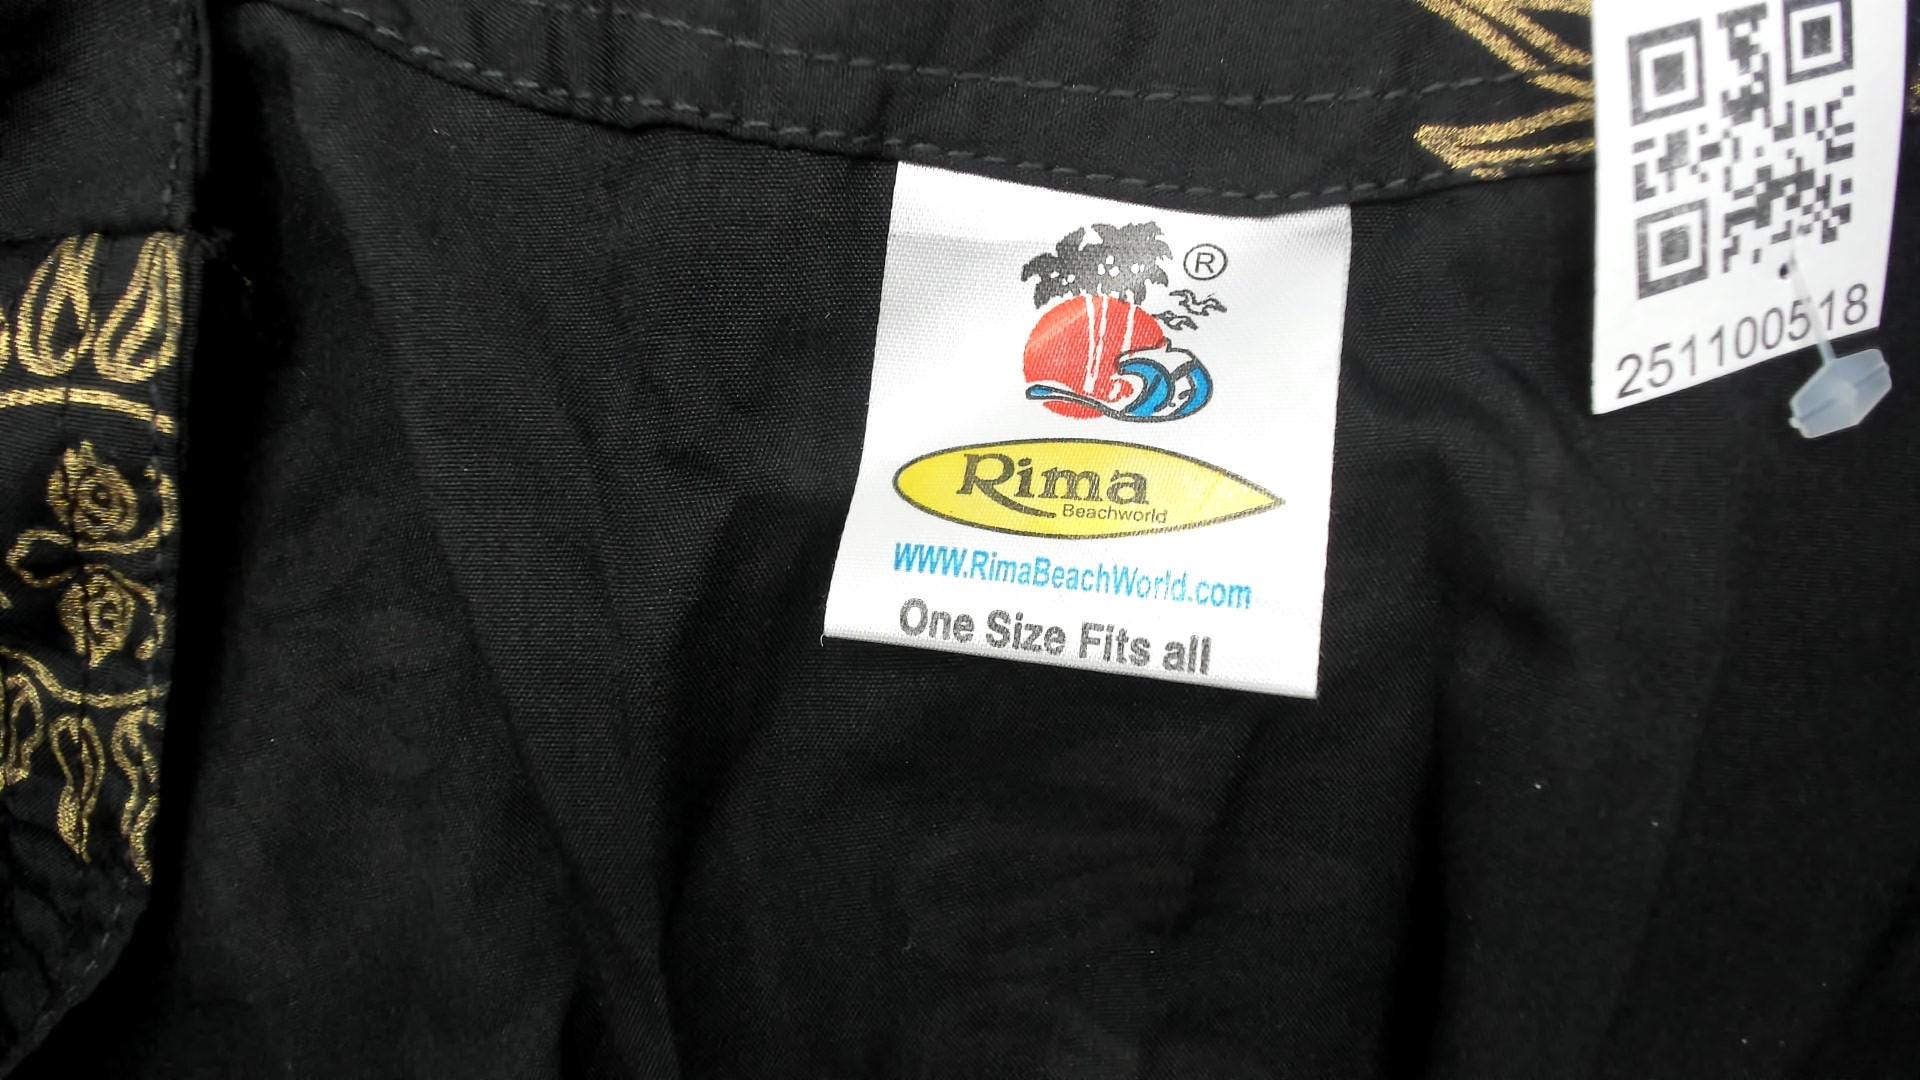 ®
Rima
Beachworld
WWW.RimaBeachWorld.com
One Size Fits all
251100518